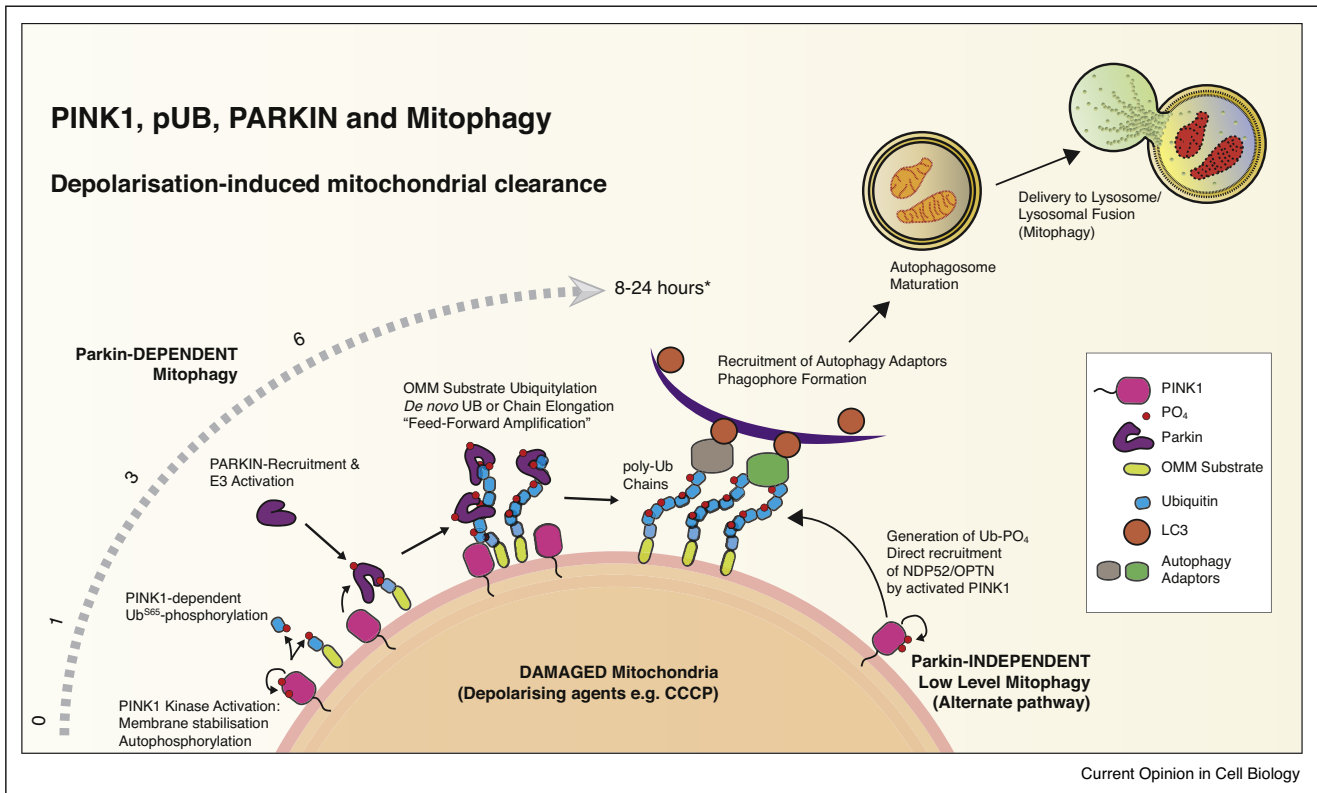 PINK1, pUB, PARKIN and Mitophagy
Depolarisation-induced mitochondrial clearance
Delivery to Lysosome/
Lysosomal Fusion
(Mitophagy)
Autophagosome
Maturation
8-24 hours*
6
3
1
0
Parkin-DEPENDENT
Mitophagy
Recruitment of Autophagy Adaptors
Phagophore Formation
OMM Substrate Ubiquitylation
De novo UB or Chain Elongation
“Feed-Forward Amplification”
PARKIN-Recruitment &
E3 Activation
poly-Ub
Chains
PINK1-dependent
Ub^S65-phosphorylation
Generation of Ub-PO₄
Direct recruitment
of NDP52/OPTN
by activated PINK1
PINK1 Kinase Activation:
Membrane stabilisation
Autophosphorylation
DAMAGED Mitochondria
(Depolarising agents e.g. CCCP)
Parkin-INDEPENDENT
Low Level Mitophagy
(Alternate pathway)
PINK1
PO₄
Parkin
OMM Substrate
Ubiquitin
LC3
Autophagy
Adaptors
Current Opinion in Cell Biology